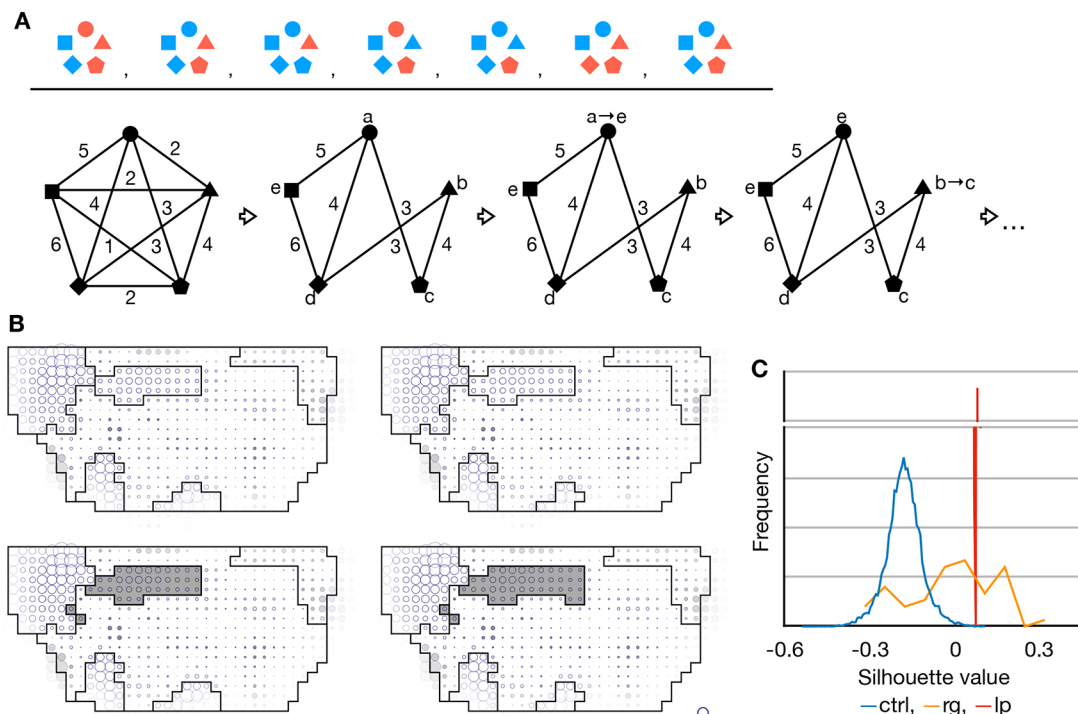 A
, , , , , ,
a a→e e
5 2 5 5 5
2 e b e b e b→c
4 3 4 3 4 3 4 3
6 1 3 4 6 3 4 6 3 4 6 3 4
...
2 d c d c d c
B
C
Frequency
-0.6 -0.3 0 0.3
Silhouette value
ctrl, rg, lp